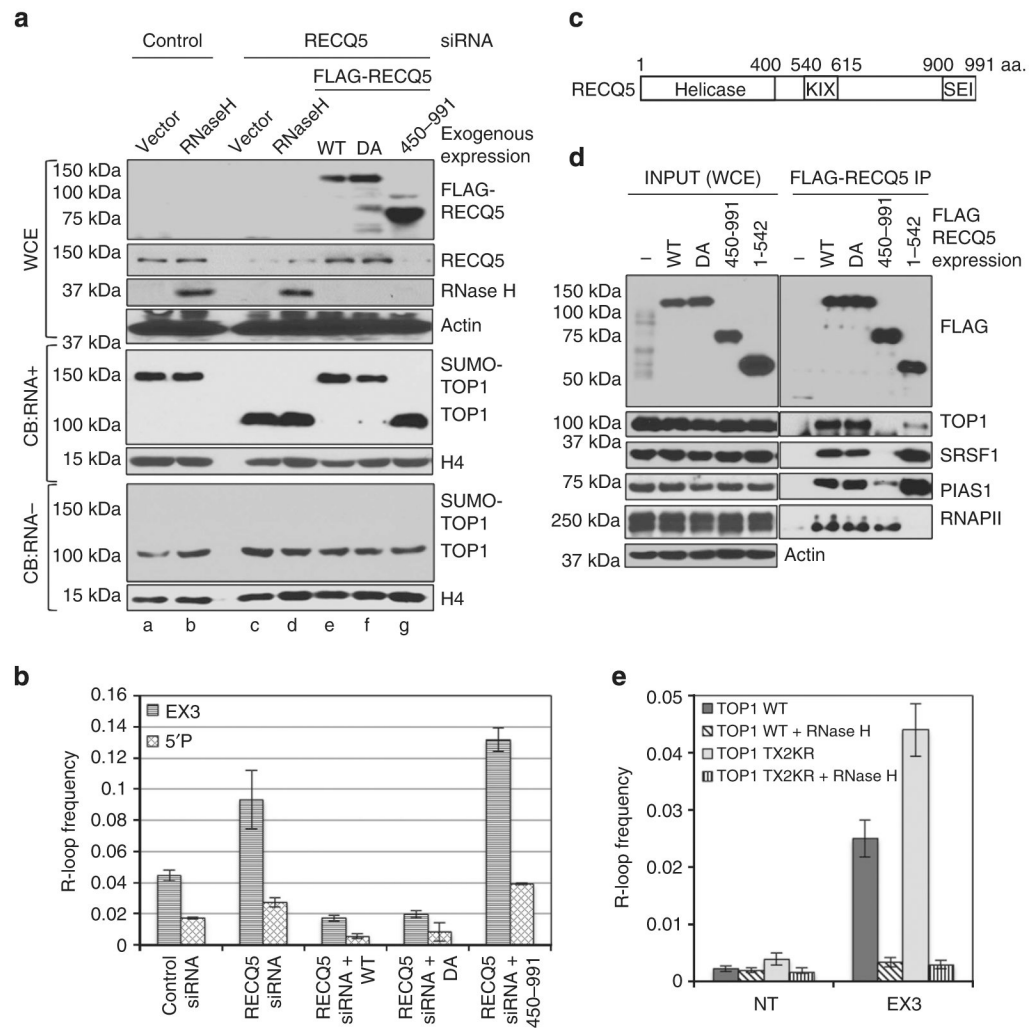 a
Control RECQ5 siRNA
FLAG-RECQ5
Vector RNaseH Vector RNaseH WT DA 450–991 Exogenous expression
WCE
150 kDa
100 kDa
75 kDa
FLAG-RECQ5
150 kDa RECQ5
37 kDa RNase H
Actin
37 kDa
CB:RNA+
150 kDa SUMO-TOP1
100 kDa TOP1
15 kDa H4
CB:RNA–
150 kDa SUMO-TOP1
100 kDa TOP1
15 kDa H4
a b c d e f g
b
R-loop frequency
0.16
0.14
0.12
0.1
0.08
0.06
0.04
0.02
0
EX3
5′P
Control siRNA
RECQ5 siRNA
RECQ5 siRNA + WT
RECQ5 siRNA + DA
RECQ5 siRNA + 450–991
c
1 400 540 615 900 991 aa.
RECQ5 Helicase KIX SEI
d
INPUT (WCE) FLAG-RECQ5 IP
– WT DA 450-991 1-542 – WT DA 450–991 1–542 FLAG RECQ5 expression
150 kDa
100 kDa
75 kDa
50 kDa
FLAG
100 kDa TOP1
37 kDa SRSF1
75 kDa PIAS1
250 kDa RNAPII
37 kDa Actin
e
R-loop frequency
0.05
0.04
0.03
0.02
0.01
0
TOP1 WT
TOP1 WT + RNase H
TOP1 TX2KR
TOP1 TX2KR + RNase H
NT EX3